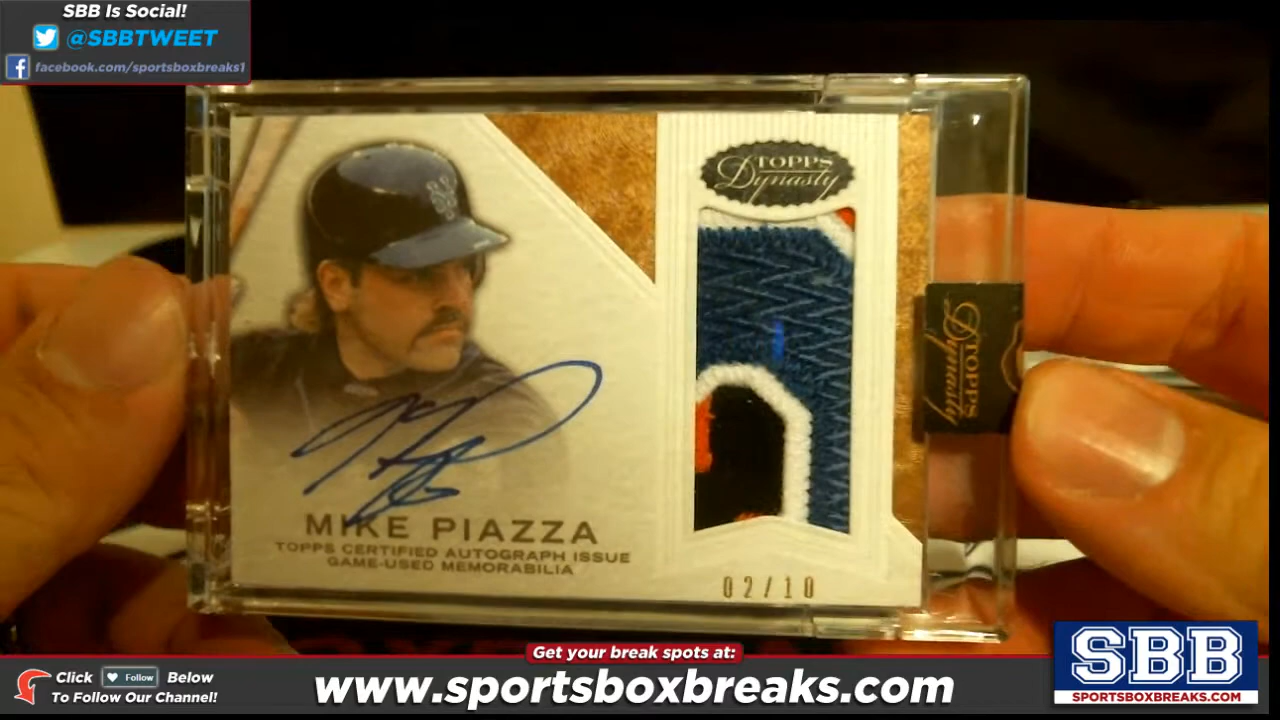 SBB Is Social!
@SBBTWEET
facebook.com/sportsboxbreaks1
TOPPS
Dynasty
TOPPS
Dynasty
MIKE PIAZZA
TOPPS CERTIFIED AUTOGRAPH ISSUE
GAME-USED MEMORABILIA
02/10
Get your break spots at:
Click Follow Below
To Follow Our Channel!
www.sportsboxbreaks.com
SBB
SPORTSBOXBREAKS.COM